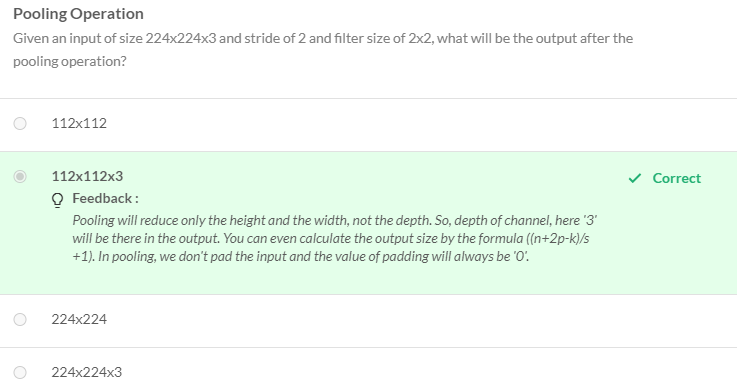 Pooling Operation
Given an input of size 224x224x3 and stride of 2 and filter size of 2x2, what will be the output after the
pooling operation?
112x112
112x112x3
Correct
Feedback :
Pooling will reduce only the height and the width, not the depth. So, depth of channel, here '3'
will be there in the output. You can even calculate the output size by the formula ((n+2p-k)/s
+1). In pooling, we don't pad the input and the value of padding will always be '0'.
224x224
224x224x3